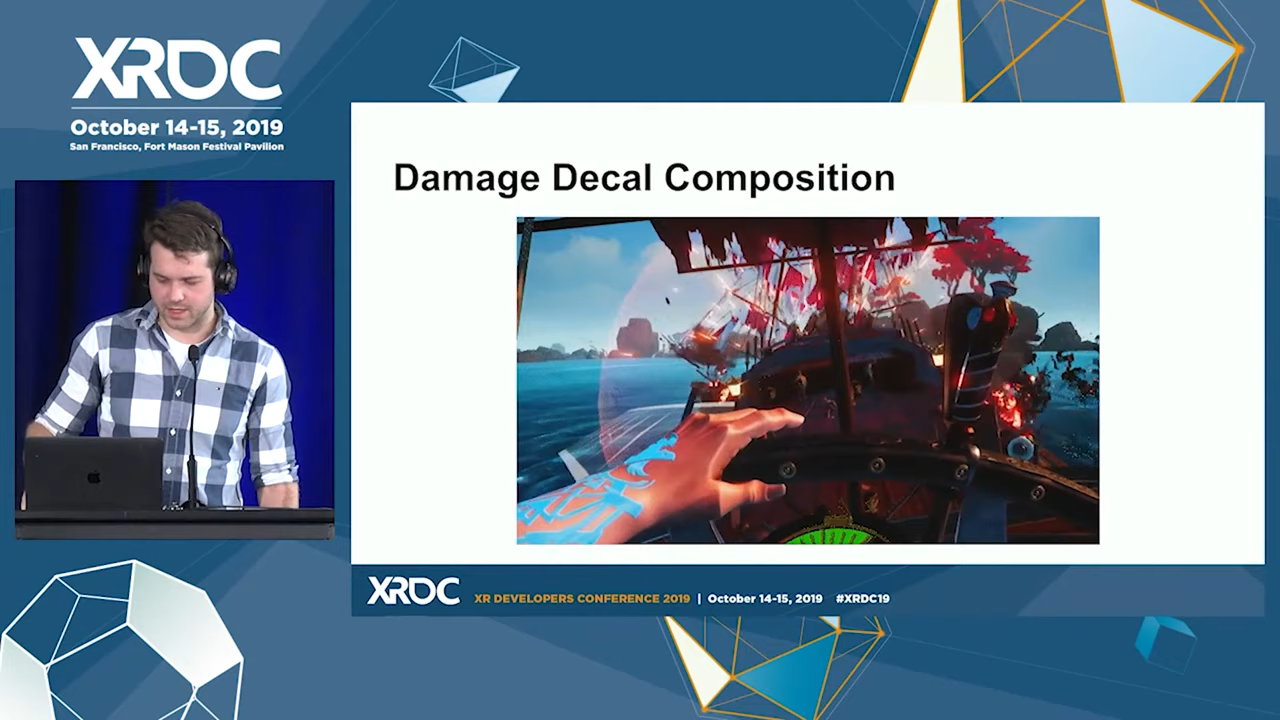 XRDC
October 14-15, 2019
San Francisco, Fort Mason Festival Pavilion
Damage Decal Composition
XRDC
XR DEVELOPERS CONFERENCE 2019 | October 14-15, 2019 #XRDC19